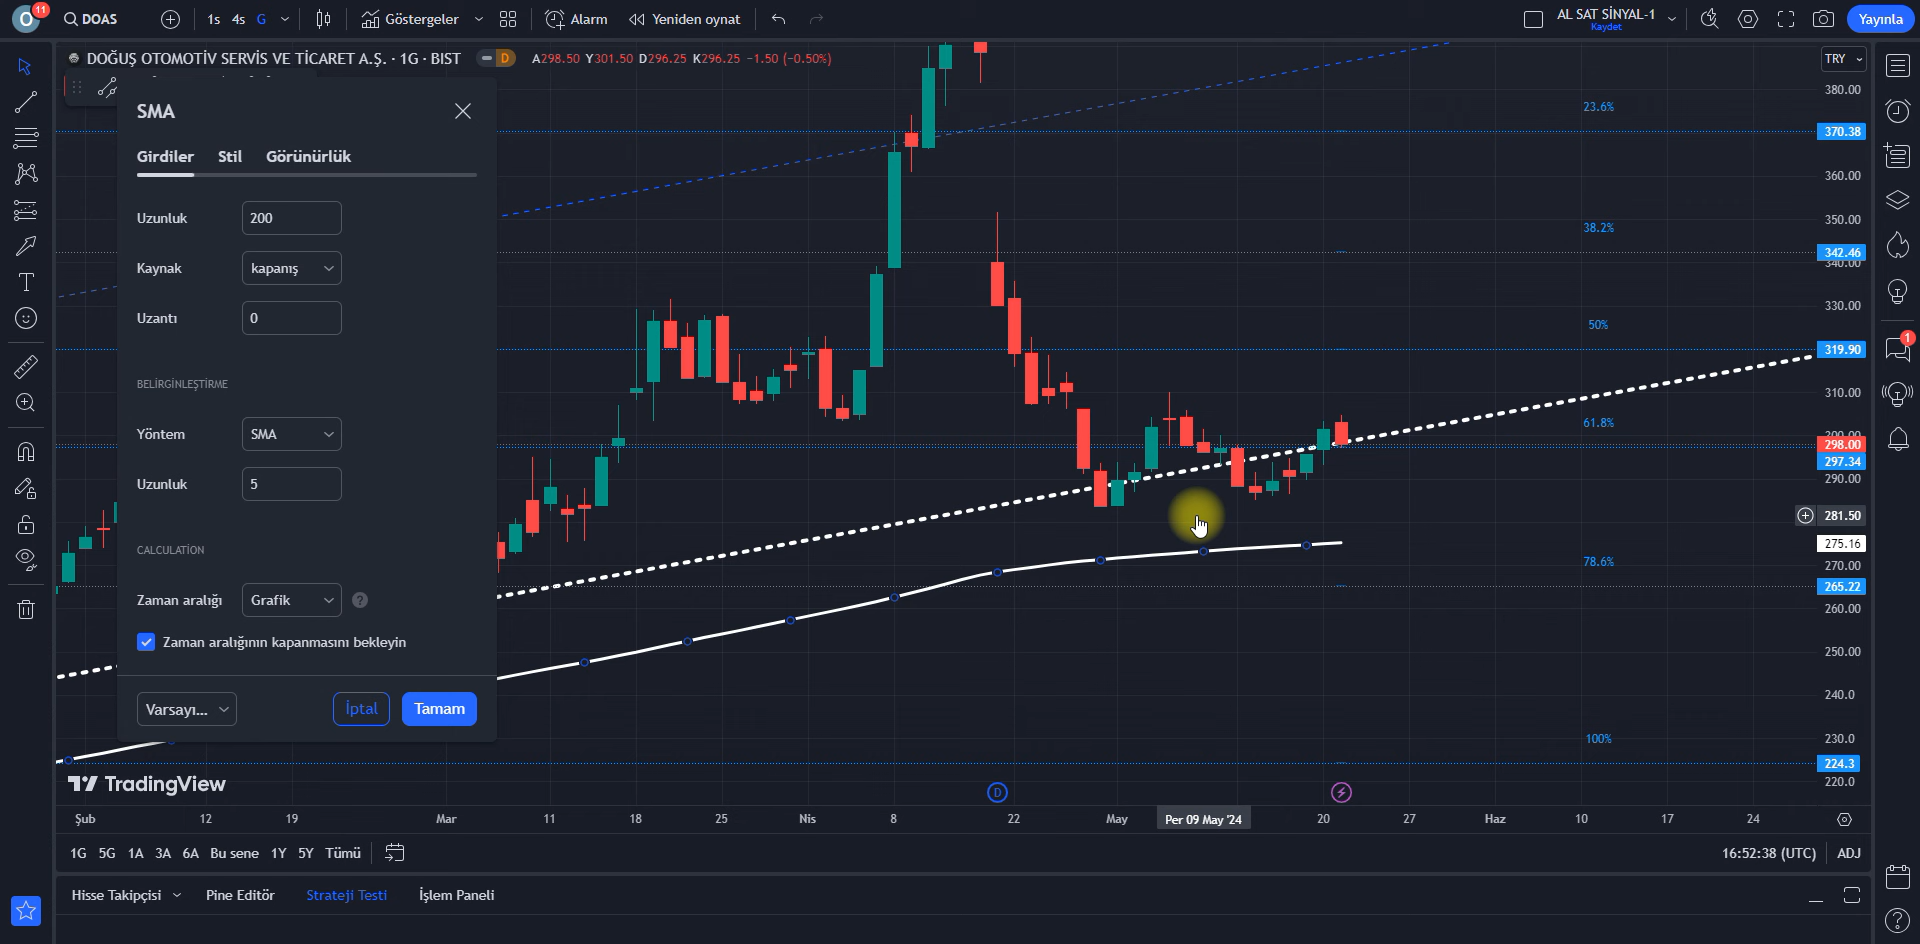 O
11
DOAS
1s 4s G
Göstergeler
Alarm
Yeniden oynat
AL SAT SİNYAL-1
Kaydet
Yayınla
DOĞUŞ OTOMOTİV SERVİS VE TİCARET A.Ş. · 1G · BIST
D
A298.50 Y301.50 D296.25 K296.25 −1.50 (−0.50%)
TRY
SMA
Girdiler Stil Görünürlük
Uzunluk 200
Kaynak kapanış
Uzantı 0
BELİRGİNLEŞTİRME
Yöntem SMA
Uzunluk 5
CALCULATION
Zaman aralığı Grafik ?
Zaman aralığının kapanmasını bekleyin
Varsayı... İptal Tamam
23.6%
38.2%
50%
61.8%
78.6%
100%
380.00
370.38
360.00
350.00
342.46
340.00
330.00
319.90
310.00
300.00
298.00
297.34
290.00
281.50
275.16
270.00
265.22
260.00
250.00
240.0
230.0
224.3
220.0
TradingView
D
Şub 12 19 Mar 11 18 25 Nis 8 22 May Per 09 May '24 20 27 Haz 10 17 24
1G 5G 1A 3A 6A Bu sene 1Y 5Y Tümü
16:52:38 (UTC) ADJ
Hisse Takipçisi Pine Editör Strateji Testi İşlem Paneli
1